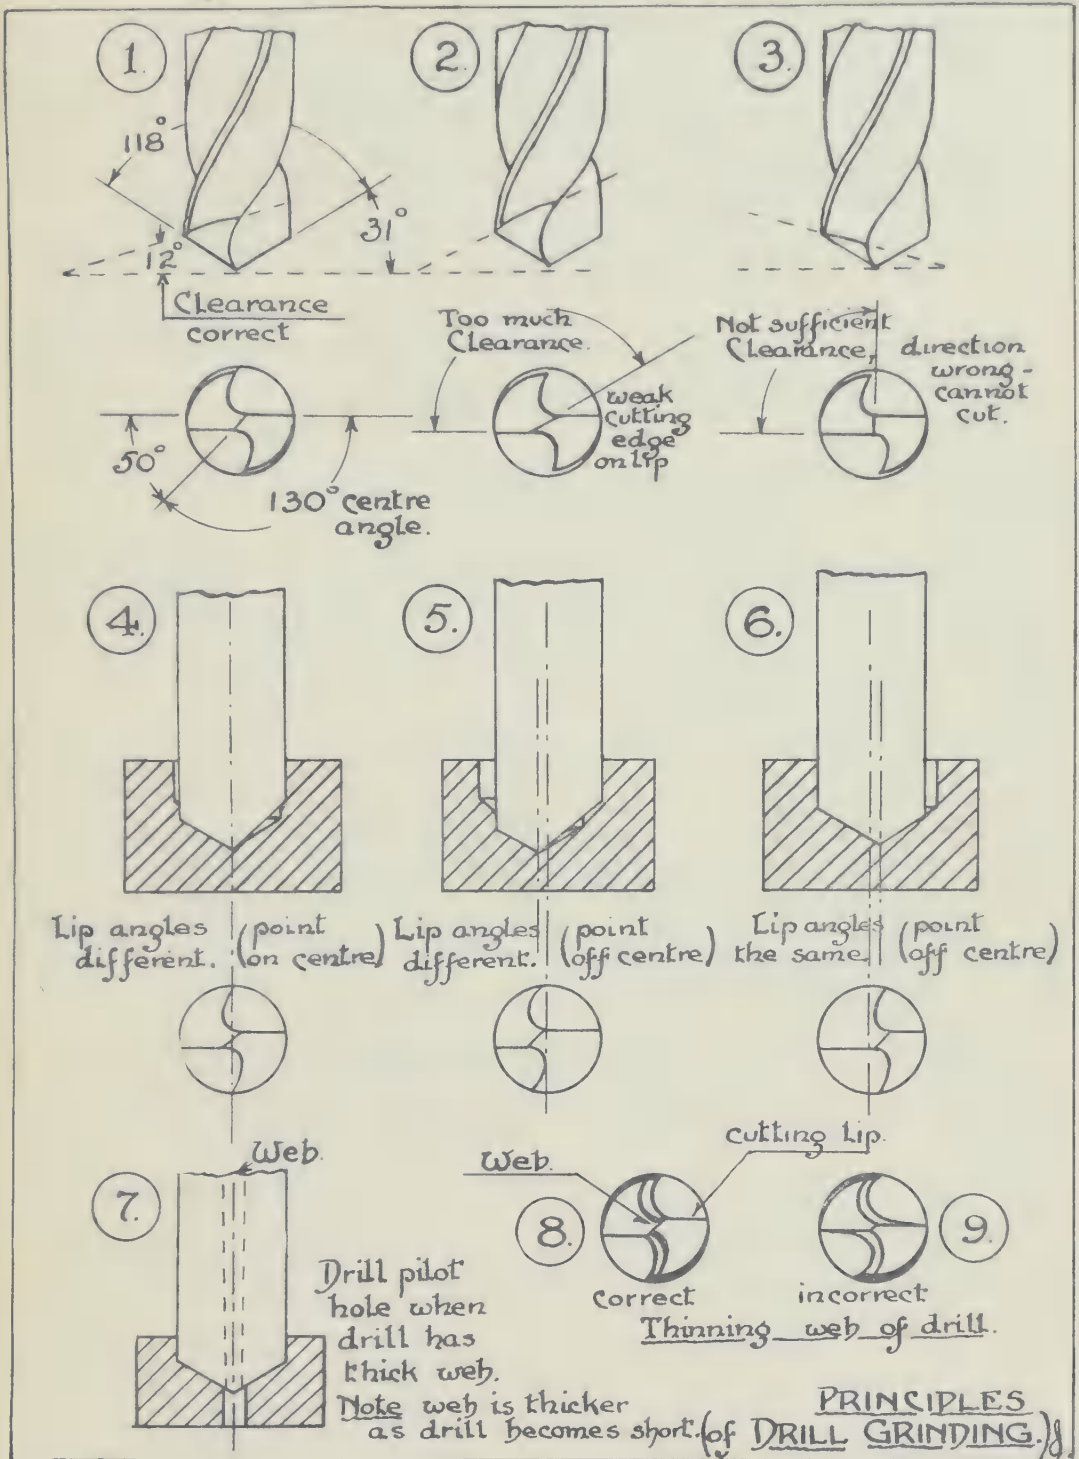 1.
2.
3.
118°
31°
12°
Clearance
correct
Too much
Clearance.
Not sufficient
Clearance,
direction
wrong -
cannot
cut.
weak
cutting
edge
on lip
50°
130° centre
angle.
4.
5.
6.
Lip angles
different.
(point
on centre)
Lip angles
different.
(point
off centre)
Lip angles
the same.
(point
off centre)
7.
Web.
Drill pilot
hole when
drill has
thick web.
Note web is thicker
as drill becomes short.
Web.
cutting lip.
8.
9.
correct
incorrect
Thinning web of drill.
PRINCIPLES
(of DRILL GRINDING.)